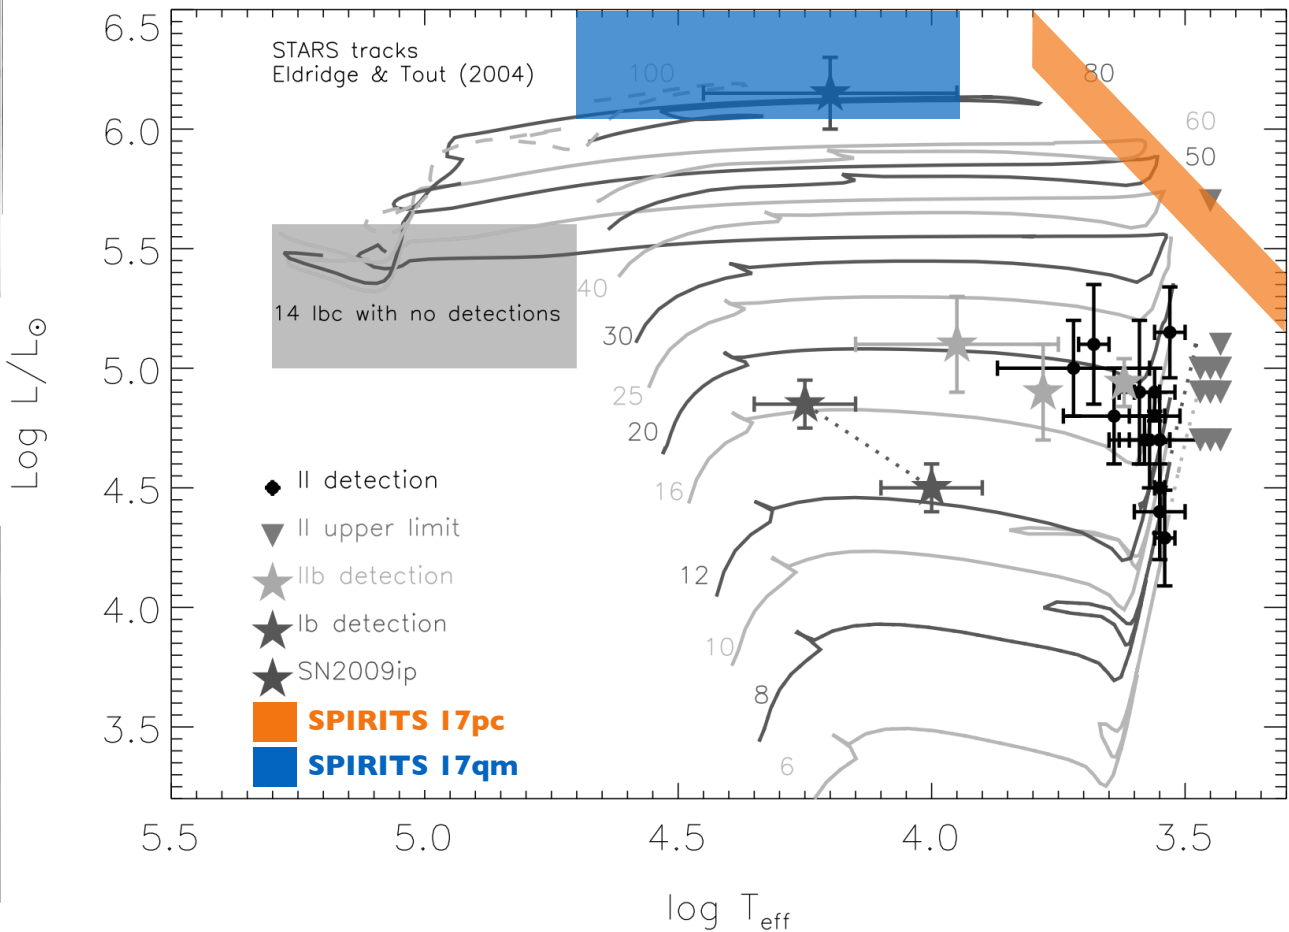 6.5
6.0
5.5
5.0
4.5
4.0
3.5
Log L/L☉
STARS tracks
Eldridge & Tout (2004)
100
80
60
50
40
30
25
20
16
12
10
8
6
14 Ibc with no detections
II detection
II upper limit
IIb detection
Ib detection
SN2009ip
SPIRITS 17pc
SPIRITS 17qm
5.5 5.0 4.5 4.0 3.5
log Teff